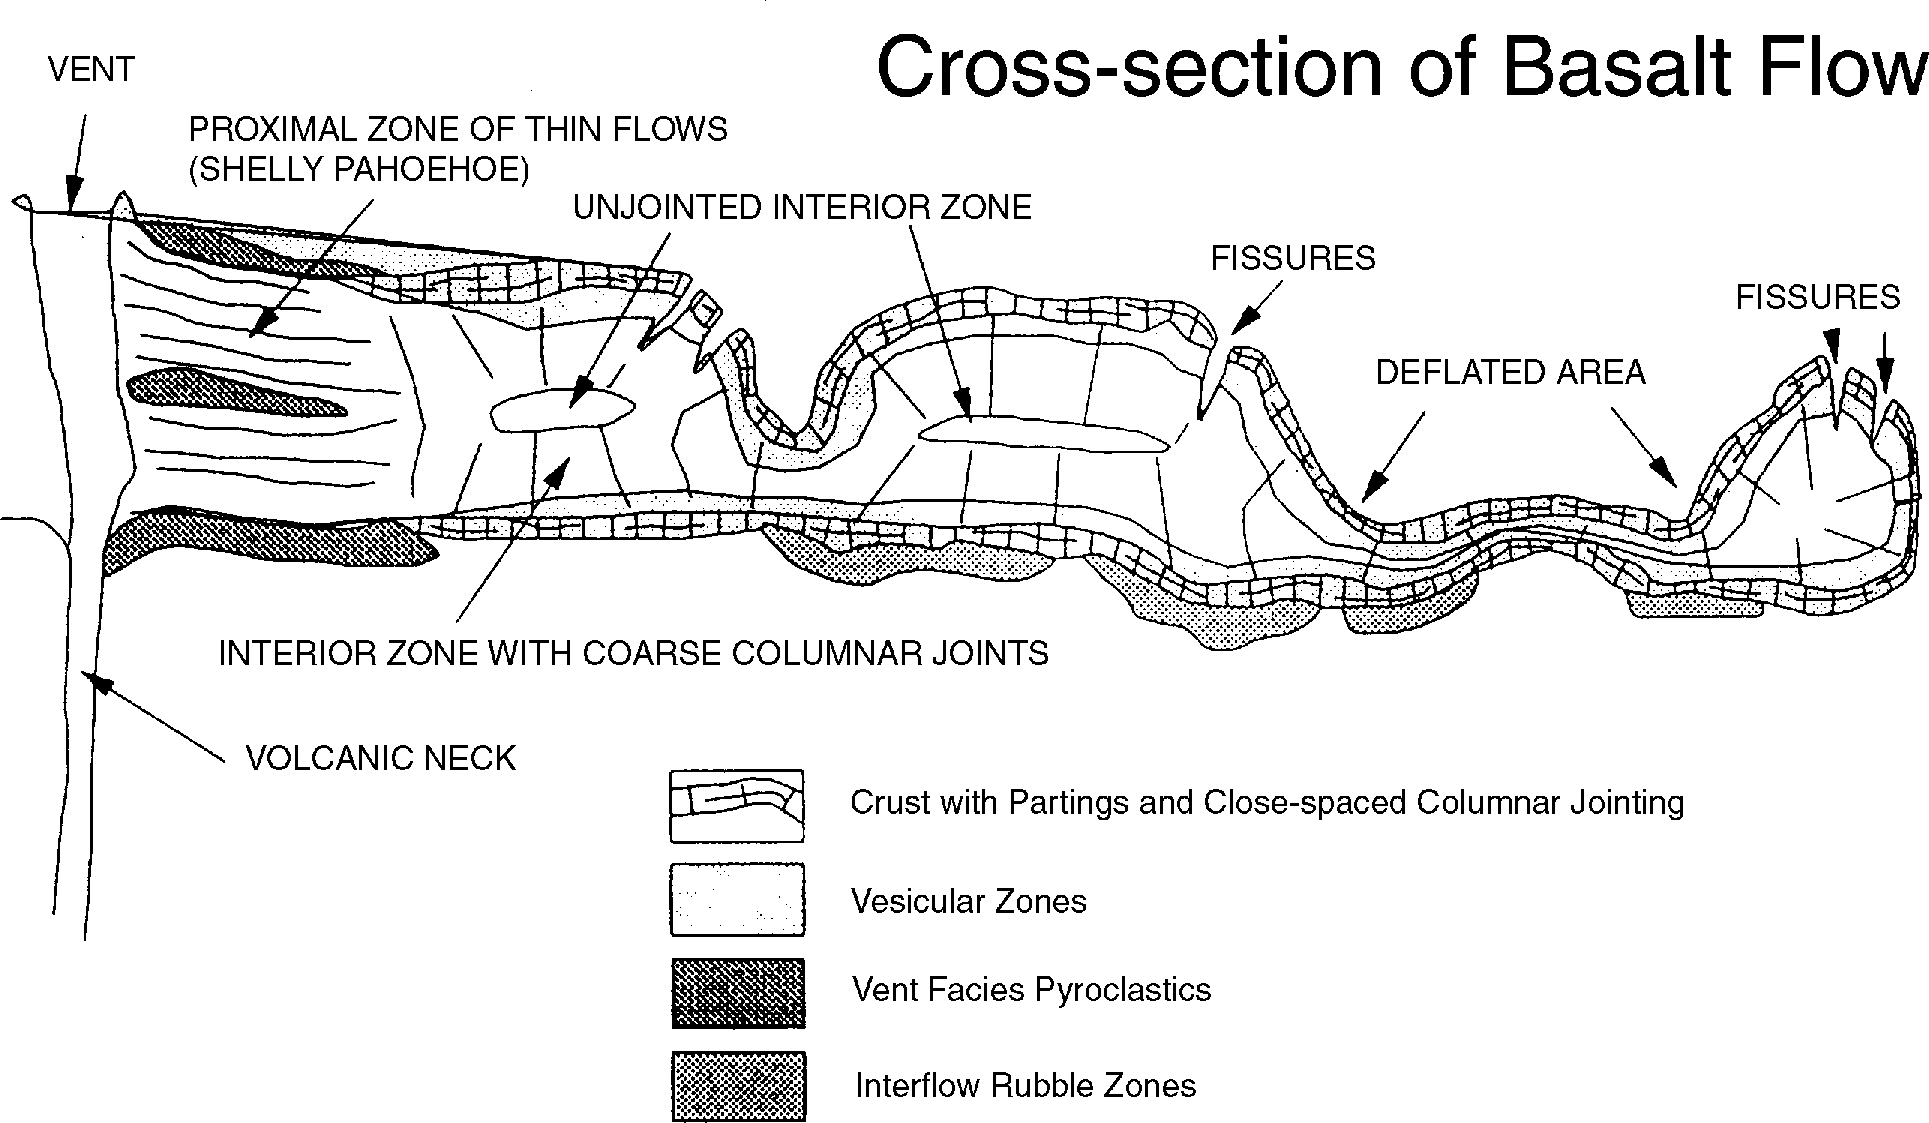 Cross-section of Basalt Flow
VENT
PROXIMAL ZONE OF THIN FLOWS
(SHELLY PAHOEHOE)
UNJOINTED INTERIOR ZONE
FISSURES
FISSURES
DEFLATED AREA
INTERIOR ZONE WITH COARSE COLUMNAR JOINTS
VOLCANIC NECK
Crust with Partings and Close-spaced Columnar Jointing
Vesicular Zones
Vent Facies Pyroclastics
Interflow Rubble Zones